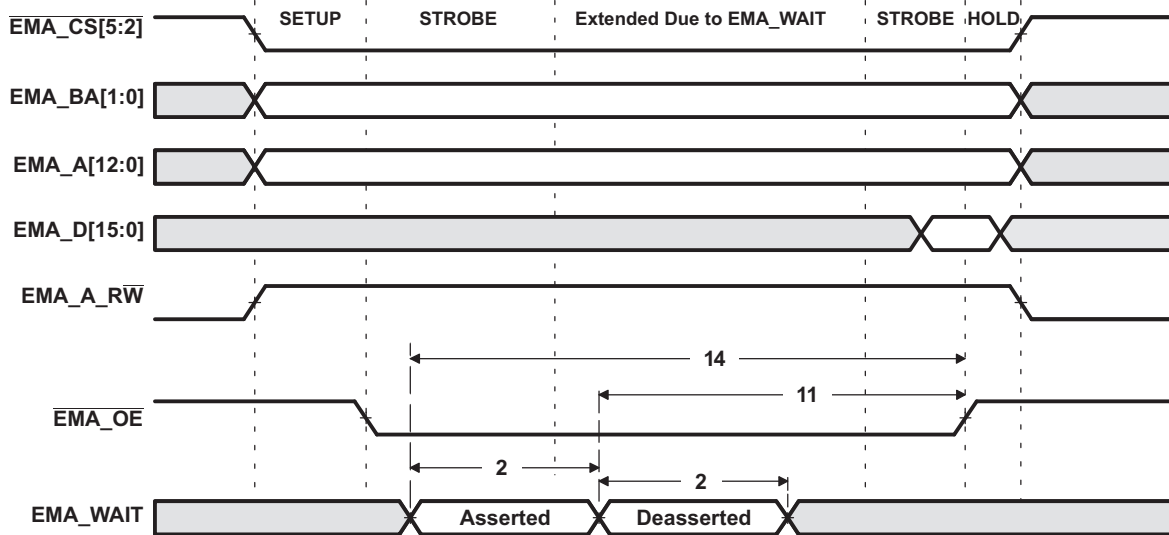 SETUP STROBE Extended Due to EMA_WAIT STROBE HOLD
EMA_CS[5:2]
EMA_BA[1:0]
EMA_A[12:0]
EMA_D[15:0]
EMA_A_RW
14
11
EMA_OE
2
2
EMA_WAIT Asserted Deasserted